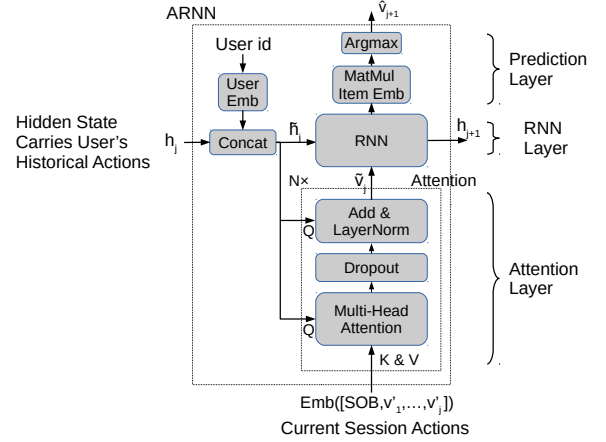 ARNN
v̂j+1
User id
Argmax
Prediction
Layer
User
Emb
MatMul
Item Emb
Hidden State
Carries User's
Historical Actions
hj
Concat
h̃j
RNN
hj+1
RNN
Layer
N×
ṽj
Attention
Q
Add &
LayerNorm
Dropout
Attention
Layer
Q
Multi-Head
Attention
K & V
Emb([SOB,v'1,...,v'j])
Current Session Actions